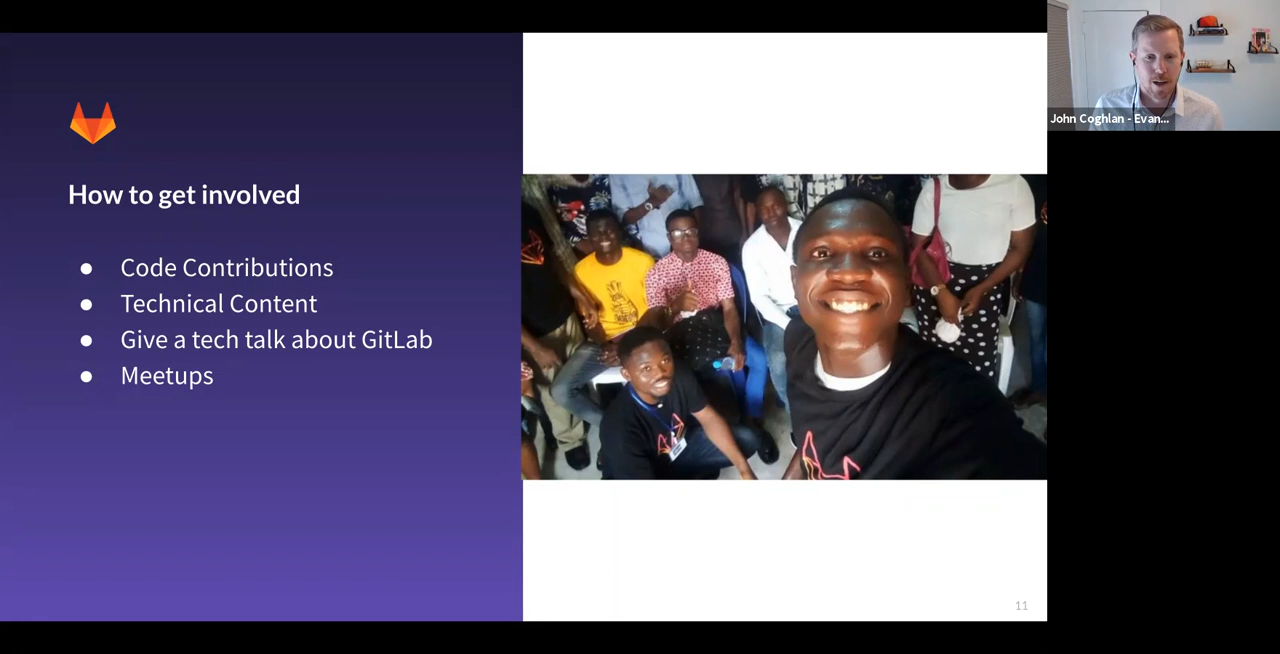 How to get involved
● Code Contributions
● Technical Content
● Give a tech talk about GitLab
● Meetups
11
John Coghlan - Evan...